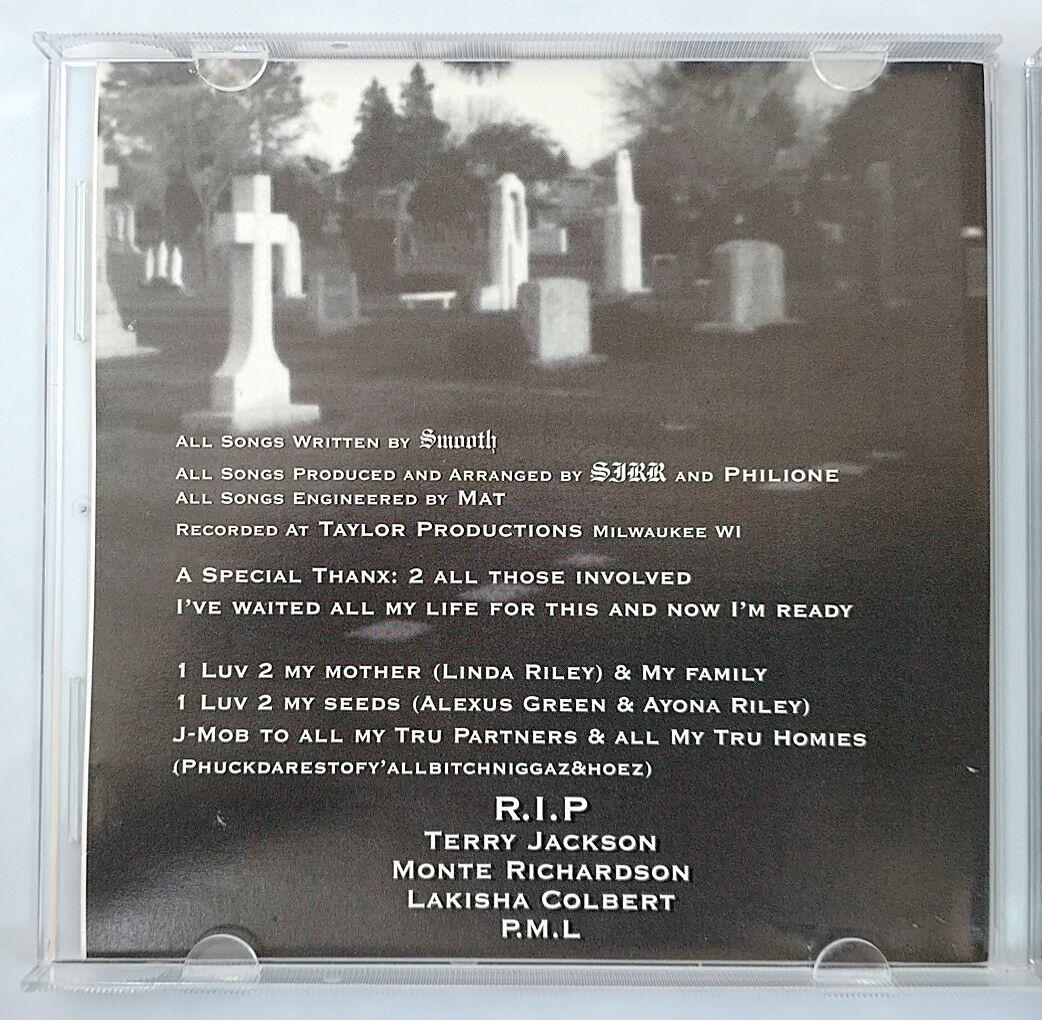 All Songs Written by Smooth
All Songs Produced and Arranged by SIRR and Philione
All Songs Engineered by Mat
Recorded at Taylor Productions Milwaukee WI
A Special Thanx: 2 all those involved
I've waited all my life for this and now I'm ready
1 Luv 2 my mother (Linda Riley) & My family
1 Luv 2 my seeds (Alexus Green & Ayona Riley)
J-Mob to all my Tru Partners & all My Tru Homies
(Phuckdarestofy'allbitchniggaz&hoez)
R.I.P
Terry Jackson
Monte Richardson
Lakisha Colbert
P.M.L